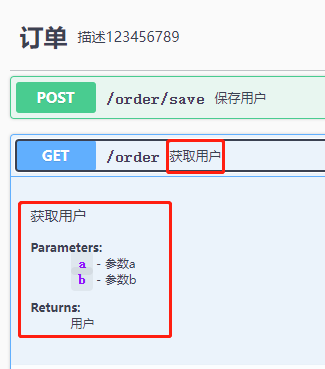 订单 描述123456789
POST /order/save 保存用户
GET /order 获取用户
获取用户
Parameters:
a - 参数a
b - 参数b
Returns:
用户